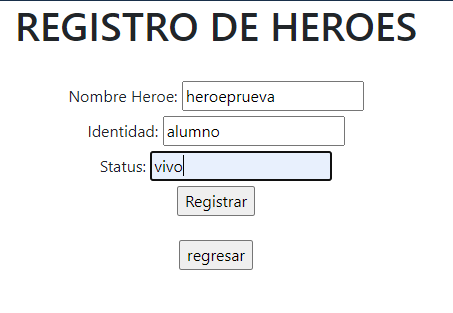 REGISTRO DE HEROES
Nombre Heroe: heroeprueva
Identidad: alumno
Status: vivo
Registrar
regresar